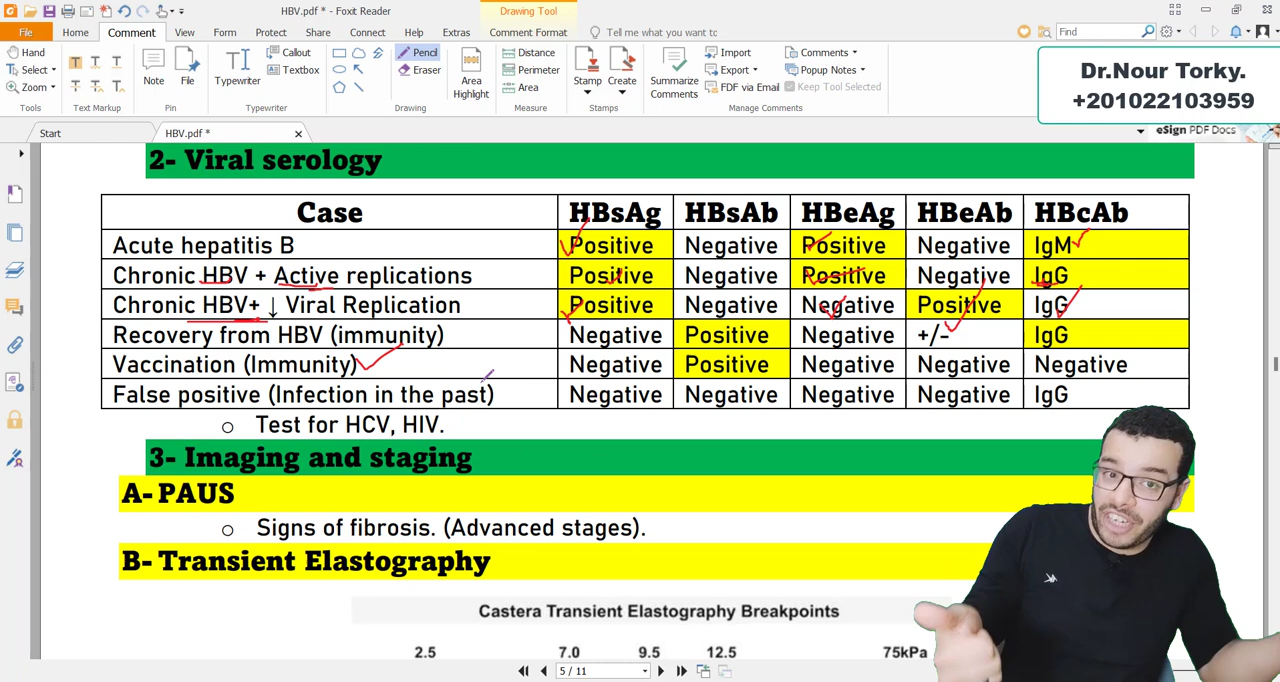 HBV.pdf * - Foxit Reader
Drawing Tool
File Home Comment View Form Protect Share Connect Help Extras Comment Format Tell me what you want to Find
Hand
Select
Zoom
Tools
Text Markup
Note
File
Pin
Typewriter
Callout
Textbox
Typewriter
Pencil
Eraser
Drawing
Area
Highlight
Distance
Perimeter
Area
Measure
Stamp
Create
Stamps
Summarize
Comments
Import
Export
FDF via Email
Comments
Popup Notes
Keep Tool Selected
Manage Comments
Dr.Nour Torky.
+201022103959
Start HBV.pdf *
eSign PDF Docs
2- Viral serology
Case HBsAg HBsAb HBeAg HBeAb HBcAb
Acute hepatitis B Positive Negative Positive Negative IgM
Chronic HBV + Active replications Positive Negative Positive Negative IgG
Chronic HBV+ ↓ Viral Replication Positive Negative Negative Positive IgG
Recovery from HBV (immunity) Negative Positive Negative +/- IgG
Vaccination (Immunity) Negative Positive Negative Negative Negative
False positive (Infection in the past) Negative Negative Negative Negative IgG
o Test for HCV, HIV.
3- Imaging and staging
A- PAUS
o Signs of fibrosis. (Advanced stages).
B- Transient Elastography
Castera Transient Elastography Breakpoints
2.5 7.0 9.5 12.5 75kPa
5 / 11